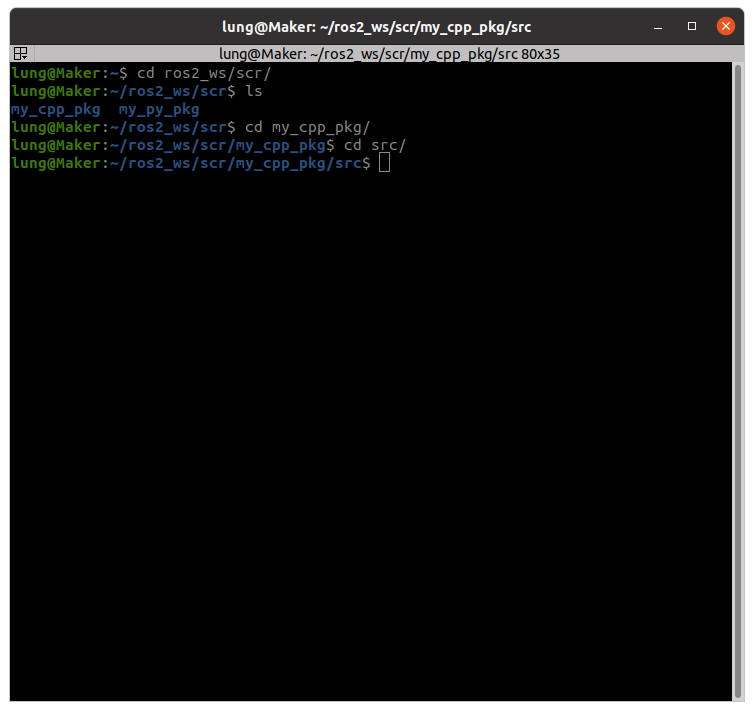 lung@Maker: ~/ros2_ws/scr/my_cpp_pkg/src
lung@Maker: ~/ros2_ws/scr/my_cpp_pkg/src 80x35
lung@Maker:~$ cd ros2_ws/scr/
lung@Maker:~/ros2_ws/scr$ ls
my_cpp_pkg  my_py_pkg
lung@Maker:~/ros2_ws/scr$ cd my_cpp_pkg/
lung@Maker:~/ros2_ws/scr/my_cpp_pkg$ cd src/
lung@Maker:~/ros2_ws/scr/my_cpp_pkg/src$